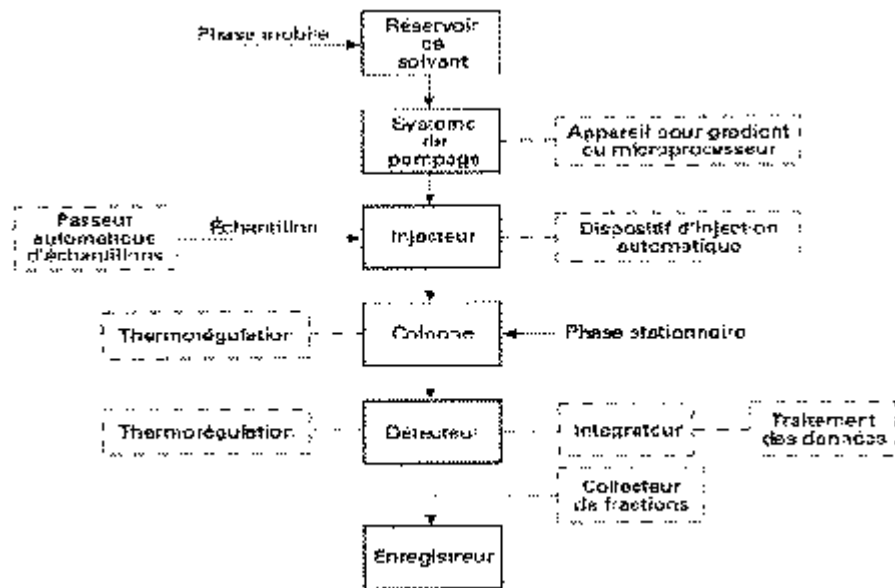 Phase mobile
Réservoir
de
solvant
Système
de
pompage
Appareil pour gradient
ou microprocesseur
Passeur
automatique
d'échantillons
Échantillon
Injecteur
Dispositif d'injection
automatique
Thermorégulation
Colonne
Phase stationnaire
Thermorégulation
Détecteur
Intégrateur
Traitement
des données
Collecteur
de fractions
Enregistreur